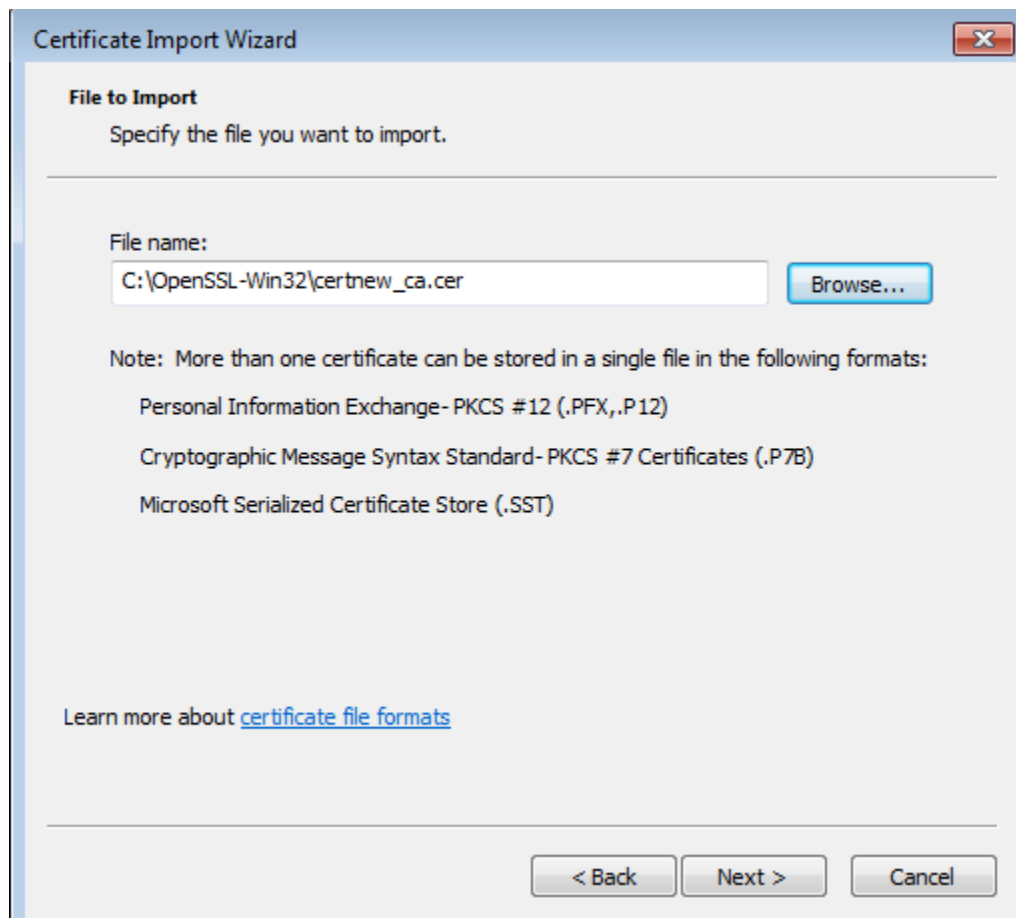 Certificate Import Wizard
File to Import
Specify the file you want to import.
File name:
C:\OpenSSL-Win32\certnew_ca.cer
Browse...
Note:  More than one certificate can be stored in a single file in the following formats:
Personal Information Exchange- PKCS #12 (.PFX,.P12)
Cryptographic Message Syntax Standard- PKCS #7 Certificates (.P7B)
Microsoft Serialized Certificate Store (.SST)
Learn more about certificate file formats
< Back
Next >
Cancel